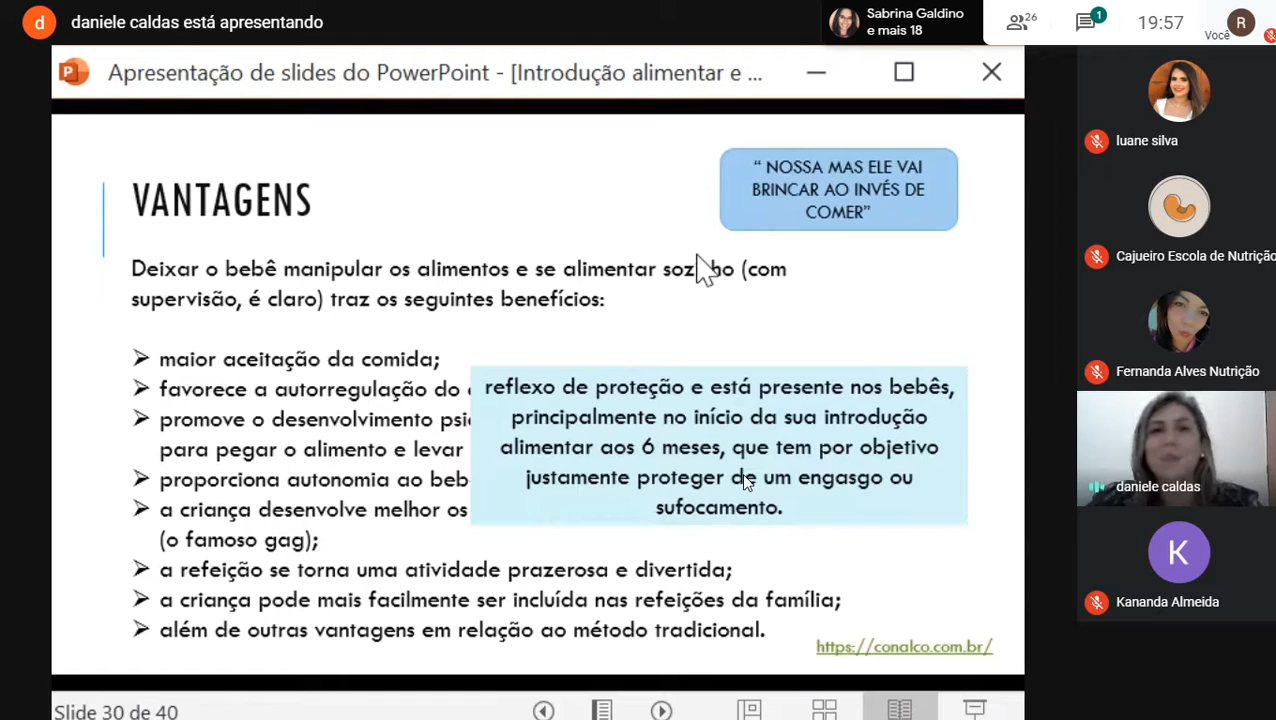 d
daniele caldas está apresentando
Sabrina Galdino
e mais 18
26
1
19:57
Você
R
Apresentação de slides do PowerPoint - [Introdução alimentar e ...
VANTAGENS
“ NOSSA MAS ELE VAI
BRINCAR AO INVÉS DE
COMER”
Deixar o bebê manipular os alimentos e se alimentar sozinho (com
supervisão, é claro) traz os seguintes benefícios:
maior aceitação da comida;
favorece a autorregulação do
promove o desenvolvimento
para pegar o alimento e levar
proporciona autonomia ao
a criança desenvolve melhor os
(o famoso gag);
a refeição se torna uma atividade prazerosa e divertida;
a criança pode mais facilmente ser incluída nas refeições da família;
além de outras vantagens em relação ao método tradicional.
reflexo de proteção e está presente nos bebês,
principalmente no início da sua introdução
alimentar aos 6 meses, que tem por objetivo
justamente proteger de um engasgo ou
sufocamento.
https://conalco.com.br/
Slide 30 de 40
luane silva
Cajueiro Escola de Nutrição
Fernanda Alves Nutrição
daniele caldas
K
Kananda Almeida